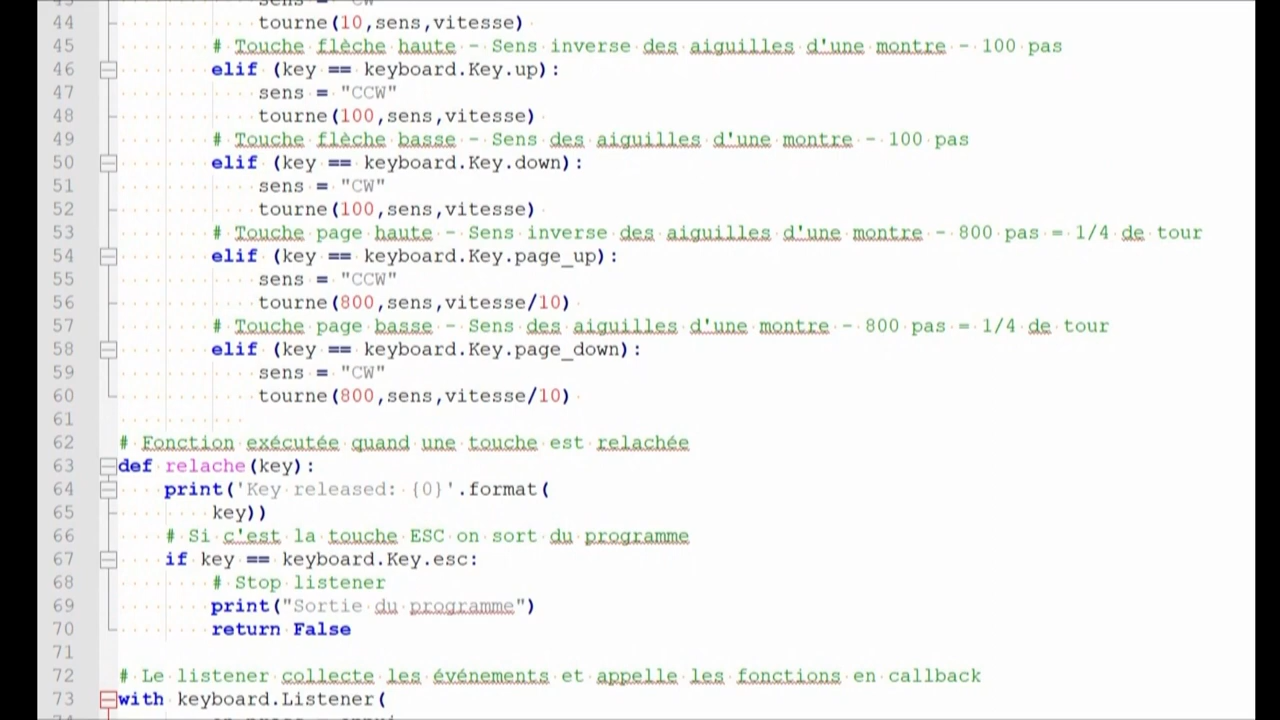 44 tourne(10,sens,vitesse)
45 # Touche flèche haute - Sens inverse des aiguilles d'une montre - 100 pas
46 elif (key == keyboard.Key.up):
47 sens = "CCW"
48 tourne(100,sens,vitesse)
49 # Touche flèche basse - Sens des aiguilles d'une montre - 100 pas
50 elif (key == keyboard.Key.down):
51 sens = "CW"
52 tourne(100,sens,vitesse)
53 # Touche page haute - Sens inverse des aiguilles d'une montre - 800 pas = 1/4 de tour
54 elif (key == keyboard.Key.page_up):
55 sens = "CCW"
56 tourne(800,sens,vitesse/10)
57 # Touche page basse - Sens des aiguilles d'une montre - 800 pas = 1/4 de tour
58 elif (key == keyboard.Key.page_down):
59 sens = "CW"
60 tourne(800,sens,vitesse/10)
61
62 # Fonction exécutée quand une touche est relachée
63 def relache(key):
64 print('Key released: {0}'.format(
65 key))
66 # Si c'est la touche ESC on sort du programme
67 if key == keyboard.Key.esc:
68 # Stop listener
69 print("Sortie du programme")
70 return False
71
72 # Le listener collecte les événements et appelle les fonctions en callback
73 with keyboard.Listener(